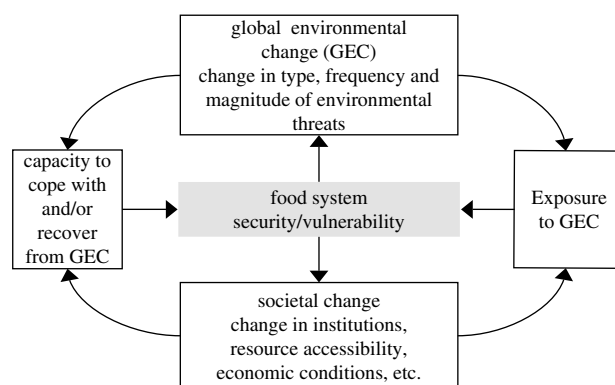 global environmental
change (GEC)
change in type, frequency and
magnitude of environmental
threats
capacity to
cope with
and/or
recover
from GEC
food system
security/vulnerability
Exposure
to GEC
societal change
change in institutions,
resource accessibility,
economic conditions, etc.